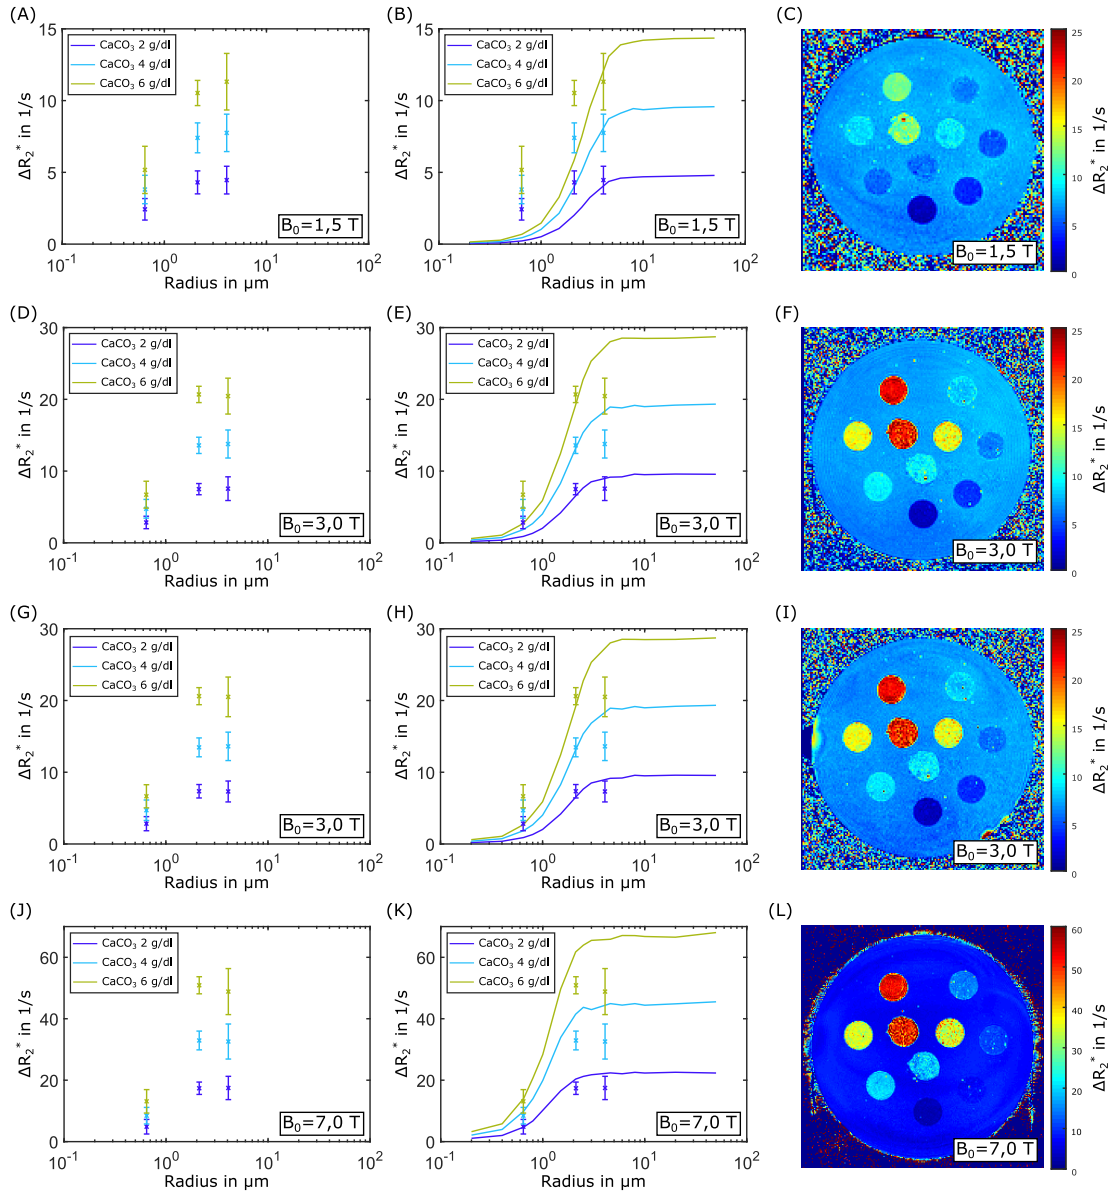 (A)
15
10
5
0
ΔR₂* in 1/s
CaCO₃ 2 g/dl
CaCO₃ 4 g/dl
CaCO₃ 6 g/dl
B₀=1,5 T
10⁻¹ 10⁰ 10¹ 10²
Radius in µm
(B)
15
10
5
0
ΔR₂* in 1/s
CaCO₃ 2 g/dl
CaCO₃ 4 g/dl
CaCO₃ 6 g/dl
B₀=1,5 T
10⁻¹ 10⁰ 10¹ 10²
Radius in µm
(C)
B₀=1,5 T
25
20
15
10
5
0
ΔR₂* in 1/s
(D)
30
20
10
0
ΔR₂* in 1/s
CaCO₃ 2 g/dl
CaCO₃ 4 g/dl
CaCO₃ 6 g/dl
B₀=3,0 T
10⁻¹ 10⁰ 10¹ 10²
Radius in µm
(E)
30
20
10
0
ΔR₂* in 1/s
CaCO₃ 2 g/dl
CaCO₃ 4 g/dl
CaCO₃ 6 g/dl
B₀=3,0 T
10⁻¹ 10⁰ 10¹ 10²
Radius in µm
(F)
B₀=3,0 T
25
20
15
10
5
0
ΔR₂* in 1/s
(G)
30
20
10
0
ΔR₂* in 1/s
CaCO₃ 2 g/dl
CaCO₃ 4 g/dl
CaCO₃ 6 g/dl
B₀=3,0 T
10⁻¹ 10⁰ 10¹ 10²
Radius in µm
(H)
30
20
10
0
ΔR₂* in 1/s
CaCO₃ 2 g/dl
CaCO₃ 4 g/dl
CaCO₃ 6 g/dl
B₀=3,0 T
10⁻¹ 10⁰ 10¹ 10²
Radius in µm
(I)
B₀=3,0 T
25
20
15
10
5
0
ΔR₂* in 1/s
(J)
60
40
20
0
ΔR₂* in 1/s
CaCO₃ 2 g/dl
CaCO₃ 4 g/dl
CaCO₃ 6 g/dl
B₀=7,0 T
10⁻¹ 10⁰ 10¹ 10²
Radius in µm
(K)
60
40
20
0
ΔR₂* in 1/s
CaCO₃ 2 g/dl
CaCO₃ 4 g/dl
CaCO₃ 6 g/dl
B₀=7,0 T
10⁻¹ 10⁰ 10¹ 10²
Radius in µm
(L)
B₀=7,0 T
60
50
40
30
20
10
0
ΔR₂* in 1/s